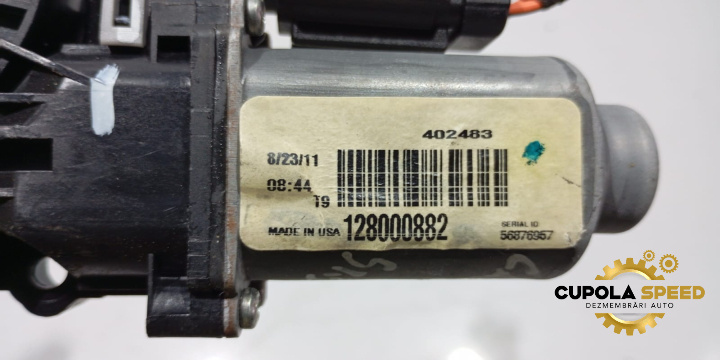 402483
8/23/11
08:44
T9
MADE IN USA
128000882
SERIAL ID
56876957
CUPOLA SPEED
DEZMEMBRĂRI AUTO